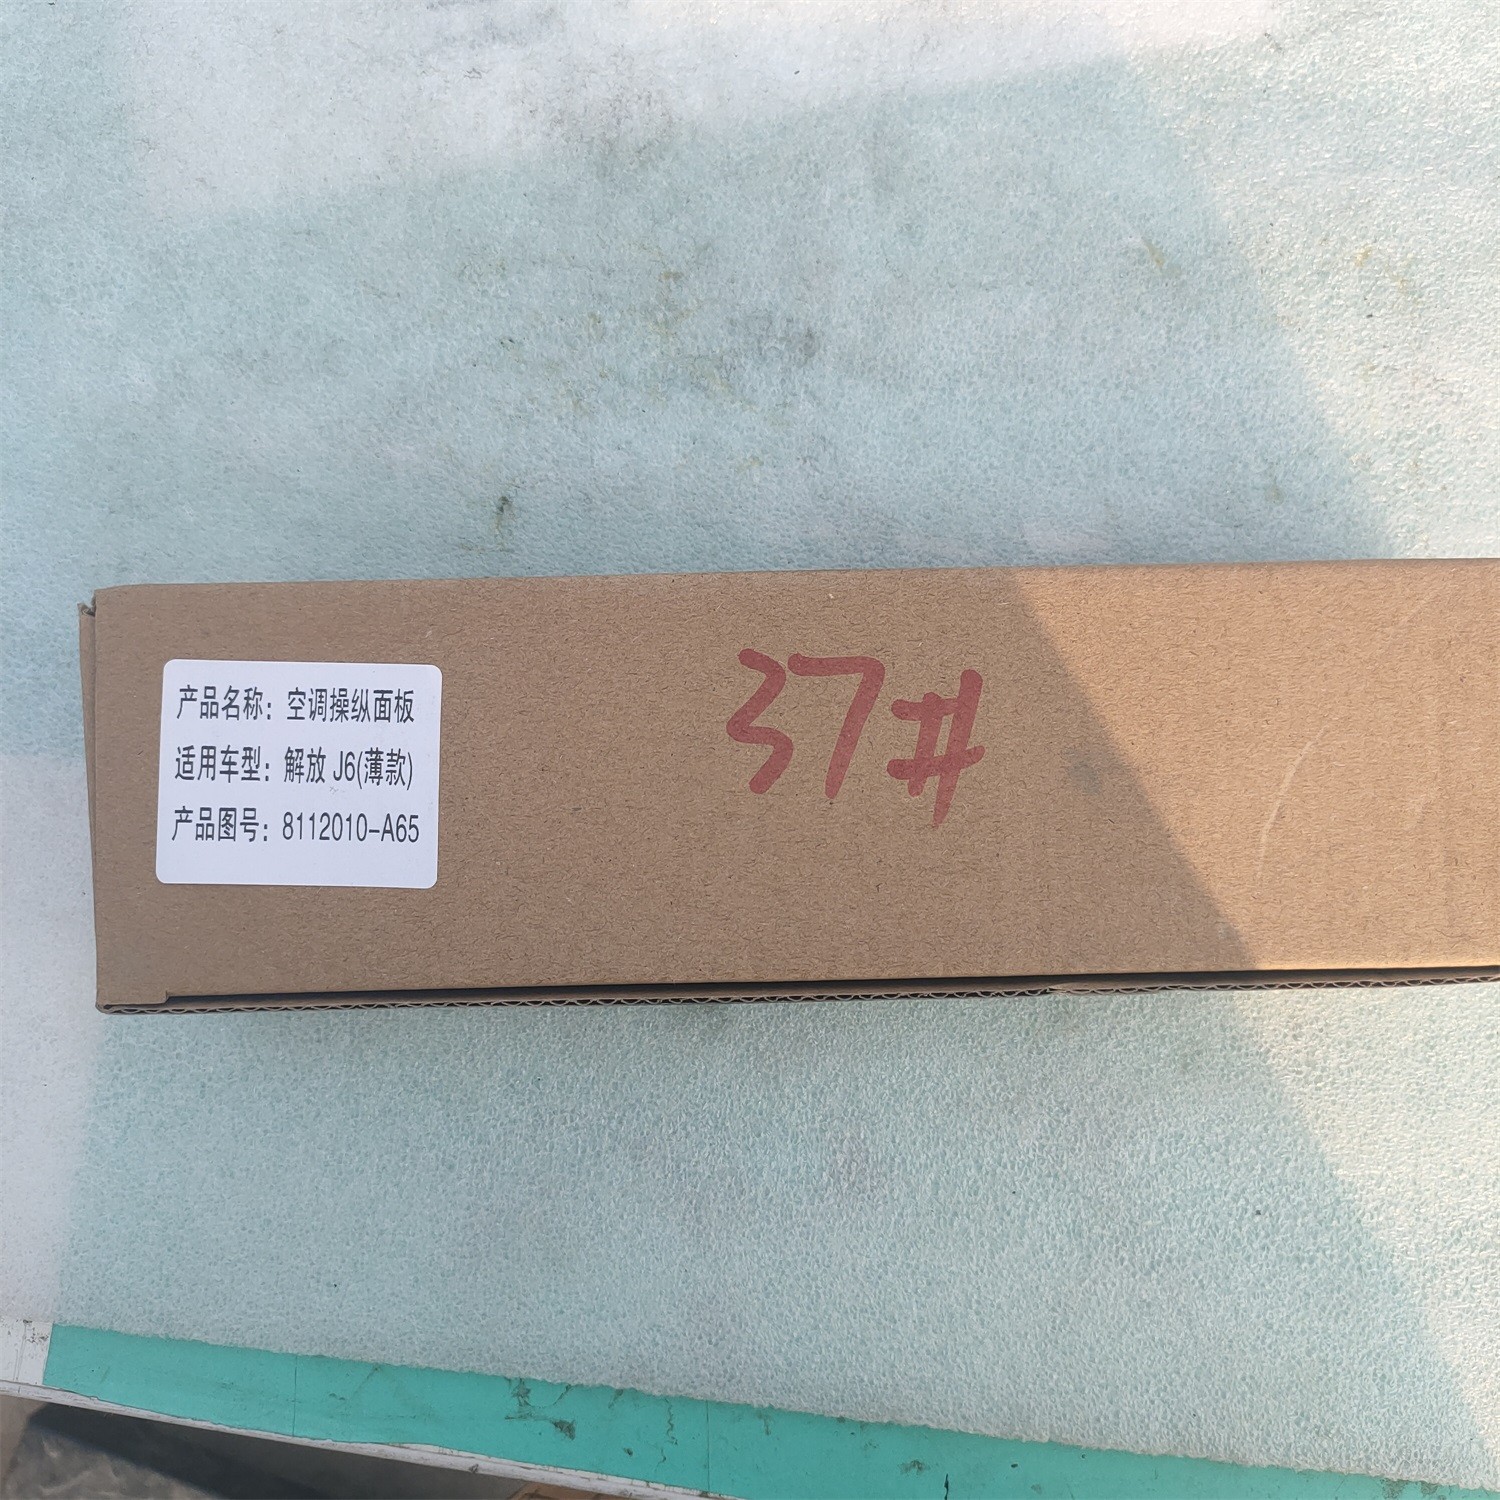 产品名称：空调操纵面板
适用车型：解放 J6(薄款)
产品图号：8112010-A65
37#